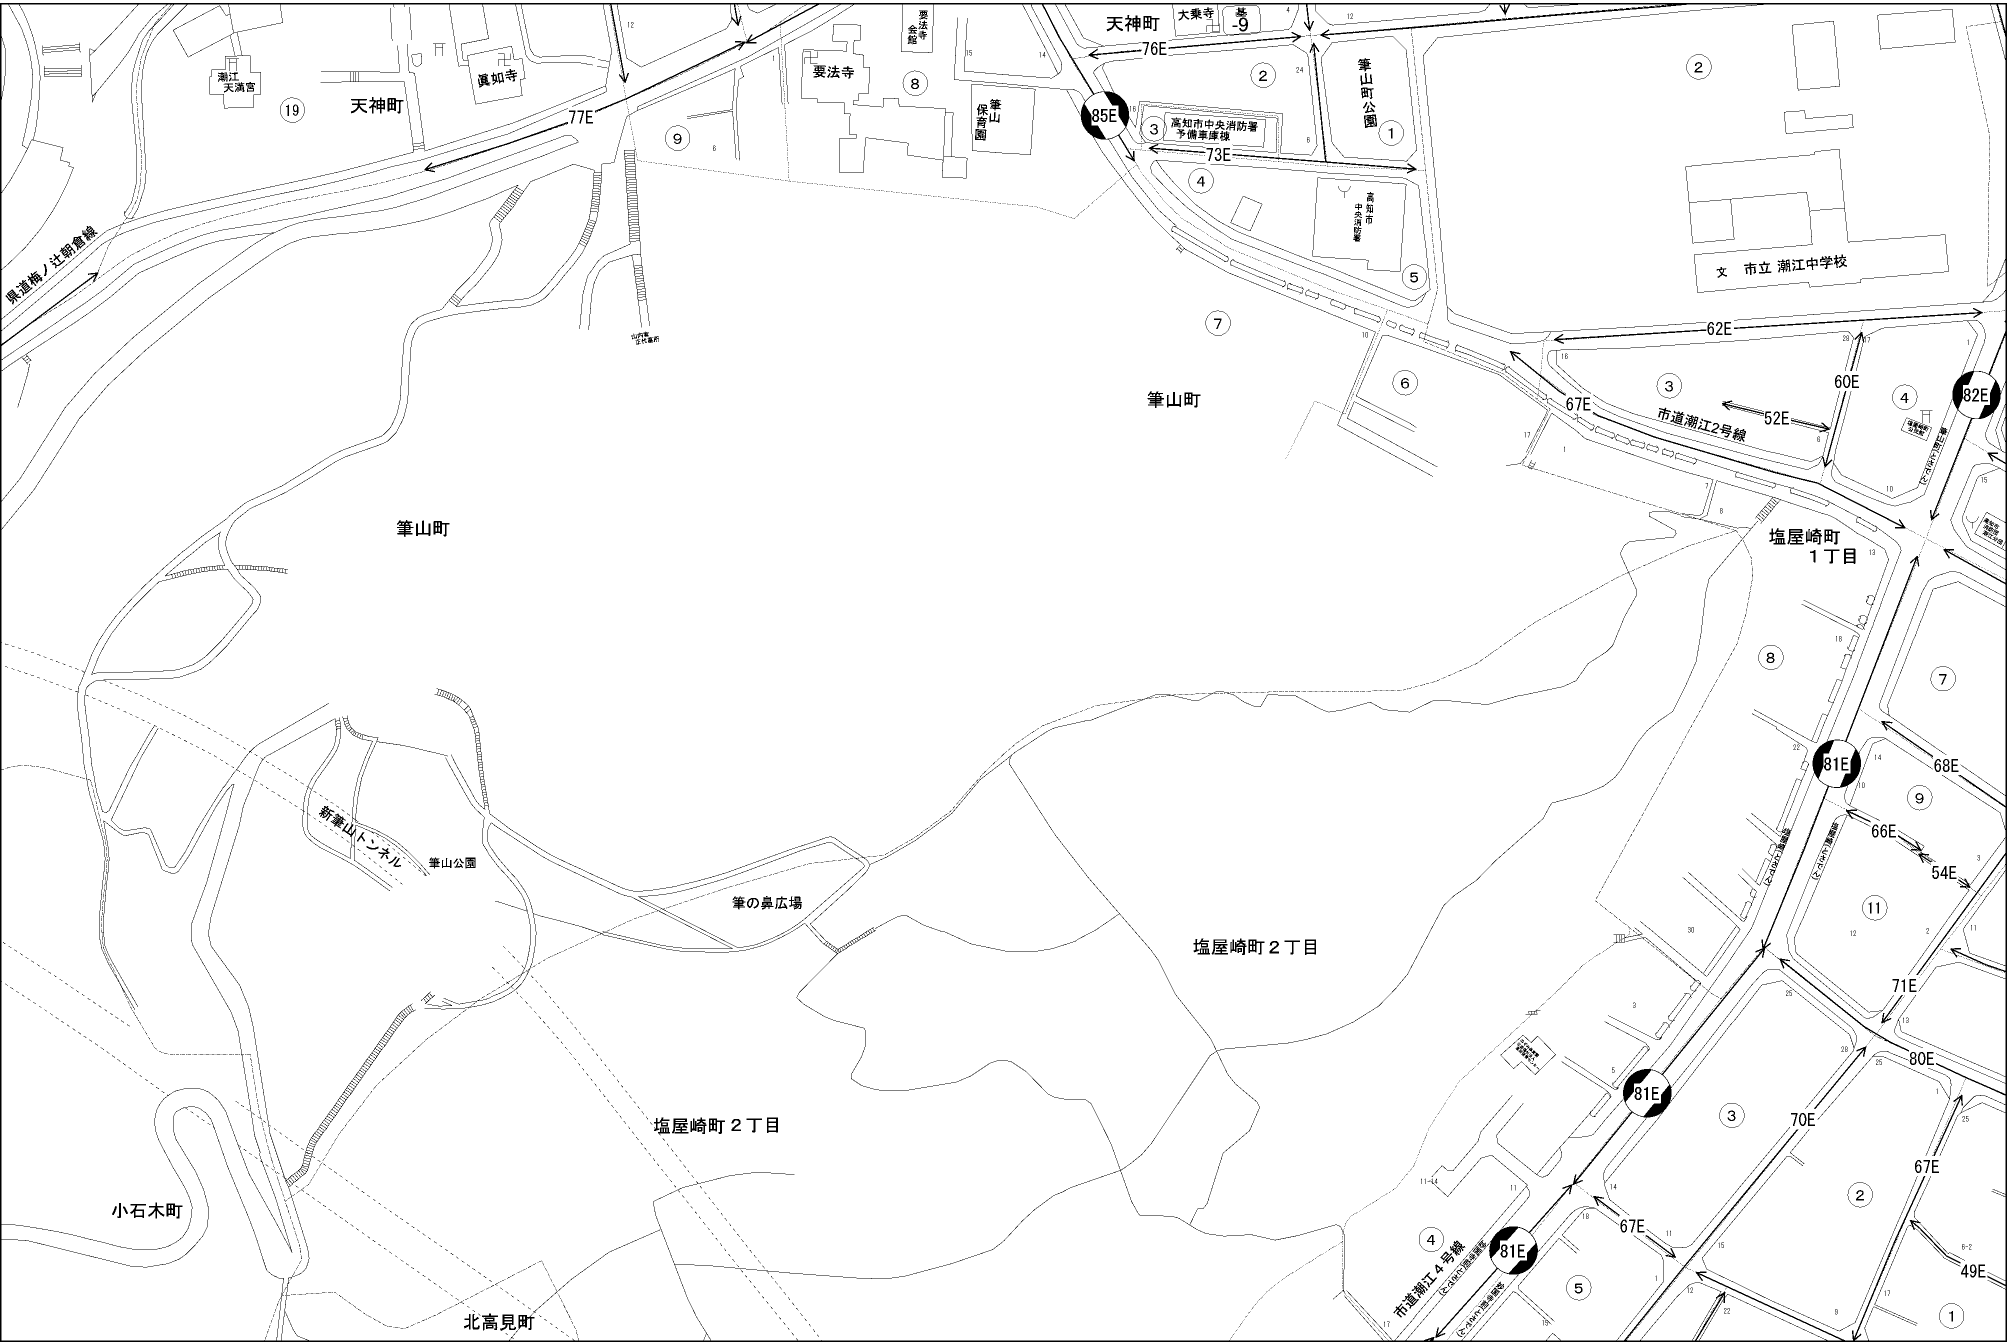 天神町
大乗寺
基
-9
76E
要法寺
会館
筆山町公園
2
2
24
潮江
天満宮
眞如寺
要法寺
8
筆山
保育園
19
天神町
77E
9
85E
3
高知市中央消防署
予備車庫棟
1
73E
4
高知市
中央消防署
5
文 市立 潮江中学校
県道梅ノ辻朝倉線
7
62E
6
筆山町
3
60E
4
82E
67E
市道潮江2号線
52E
筆山町
塩屋崎町
1丁目
8
7
81E
68E
9
66E
54E
新筆山トンネル
筆山公園
筆の鼻広場
11
塩屋崎町2丁目
71E
80E
81E
3
70E
塩屋崎町2丁目
67E
2
小石木町
67E
4
81E
市道潮江4号線
49E
5
1
北高見町